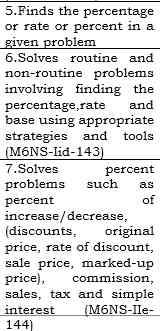 5.Finds the percentage
or rate or percent in a
given problem
6.Solves routine and
non-routine problems
involving finding the
percentage,rate and
base using appropriate
strategies and tools
(M6NS-Iid-143)
7.Solves percent
problems such as
percent of
increase/decrease,
(discounts, original
price, rate of discount,
sale price, marked-up
price), commission,
sales, tax and simple
interest (M6NS-IIe-
144)